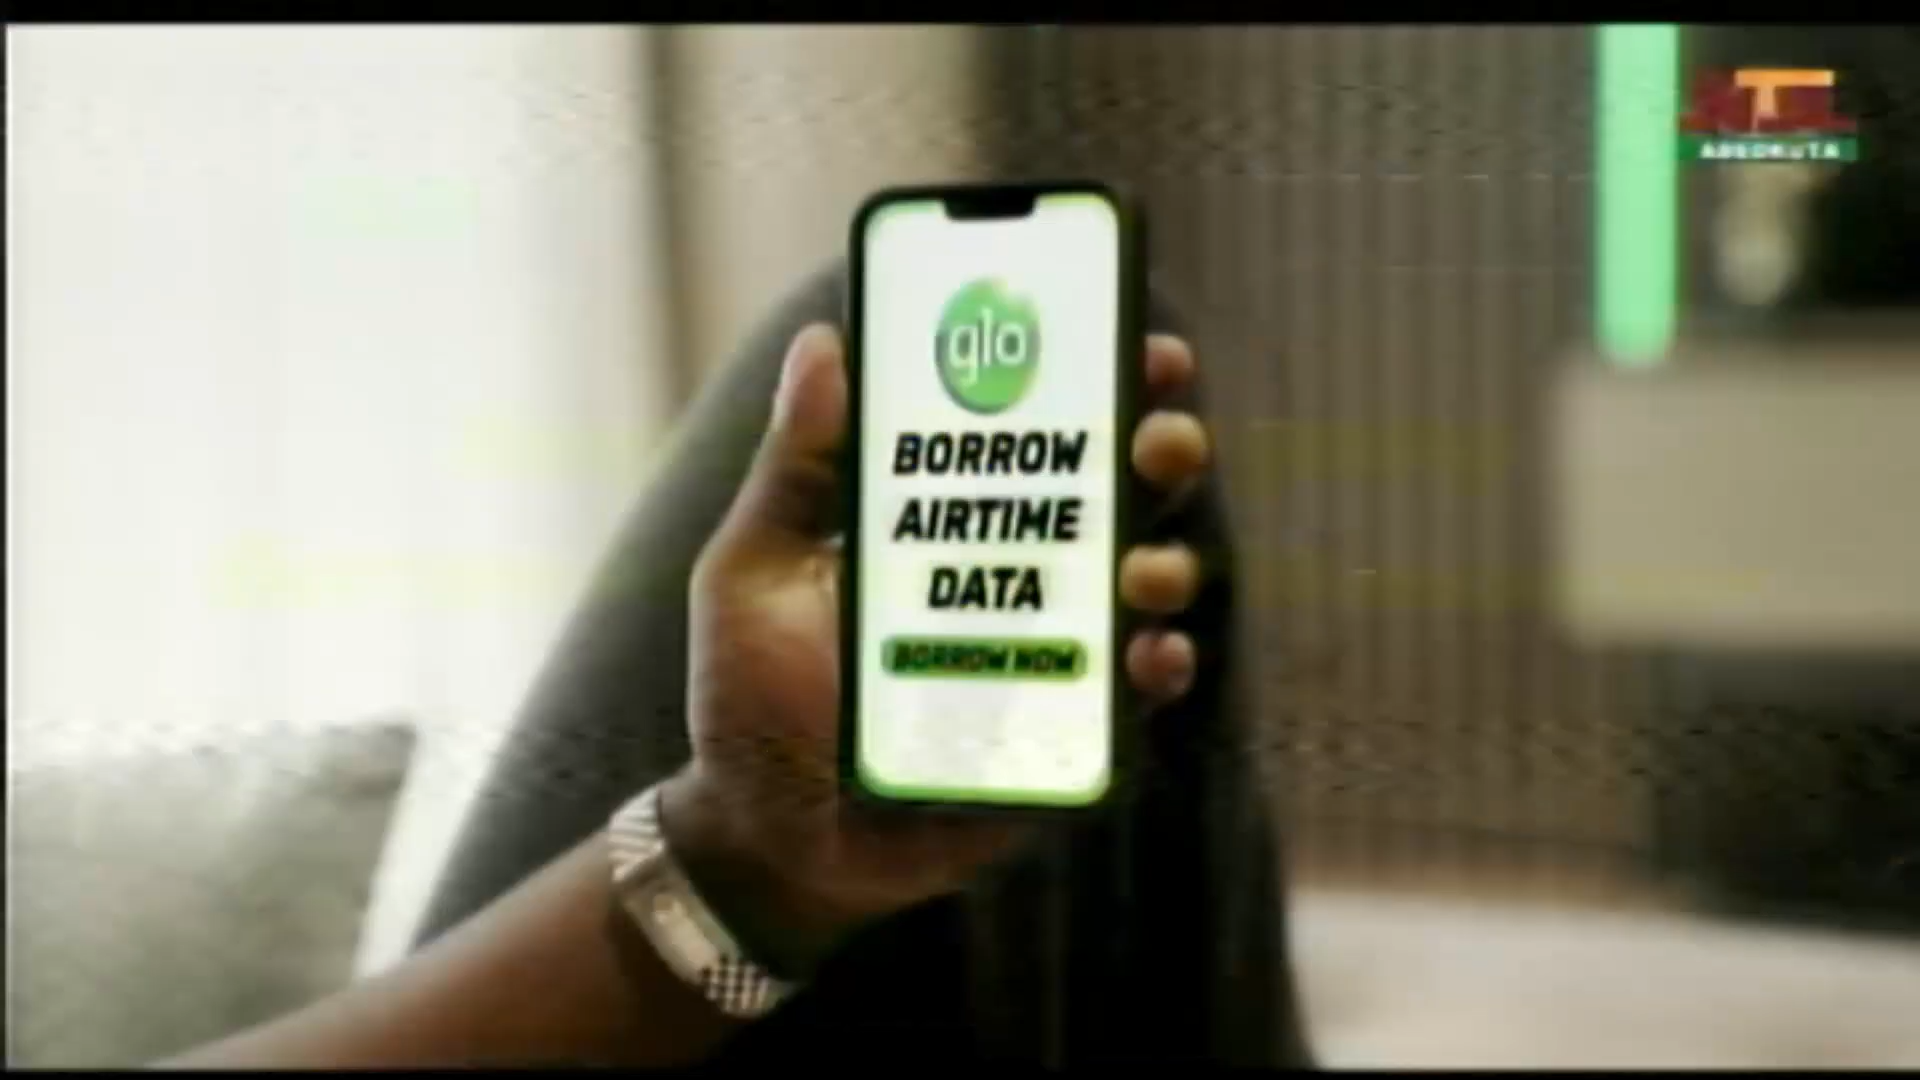 ABEOKUTA
glo
BORROW
AIRTIME
DATA
BORROW NOW